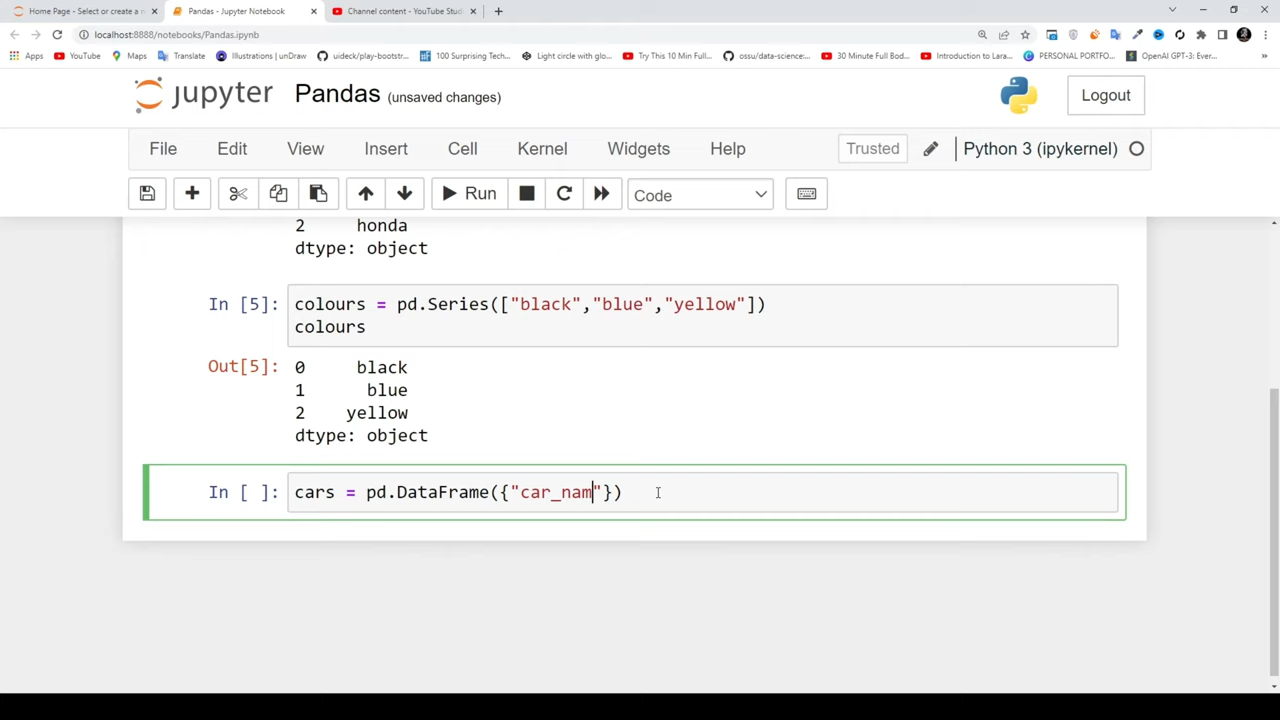 Home Page - Select or create a n
Pandas - Jupyter Notebook
Channel content - YouTube Stud
localhost:8888/notebooks/Pandas.ipynb
Apps
YouTube
Maps
Translate
Illustrations | unDraw
uideck/play-bootstr...
100 Surprising Tech...
Light circle with glo...
Try This 10 Min Full...
ossu/data-science:...
30 Minute Full Bod...
Introduction to Lara...
PERSONAL PORTFO...
OpenAI GPT-3: Ever...
jupyter Pandas (unsaved changes)
Logout
File Edit View Insert Cell Kernel Widgets Help
Trusted
Python 3 (ipykernel)
Run
Code
2 honda
dtype: object
In [5]: colours = pd.Series(["black","blue","yellow"])
colours
Out[5]: 0 black
1 blue
2 yellow
dtype: object
In [ ]: cars = pd.DataFrame({"car_nam"})